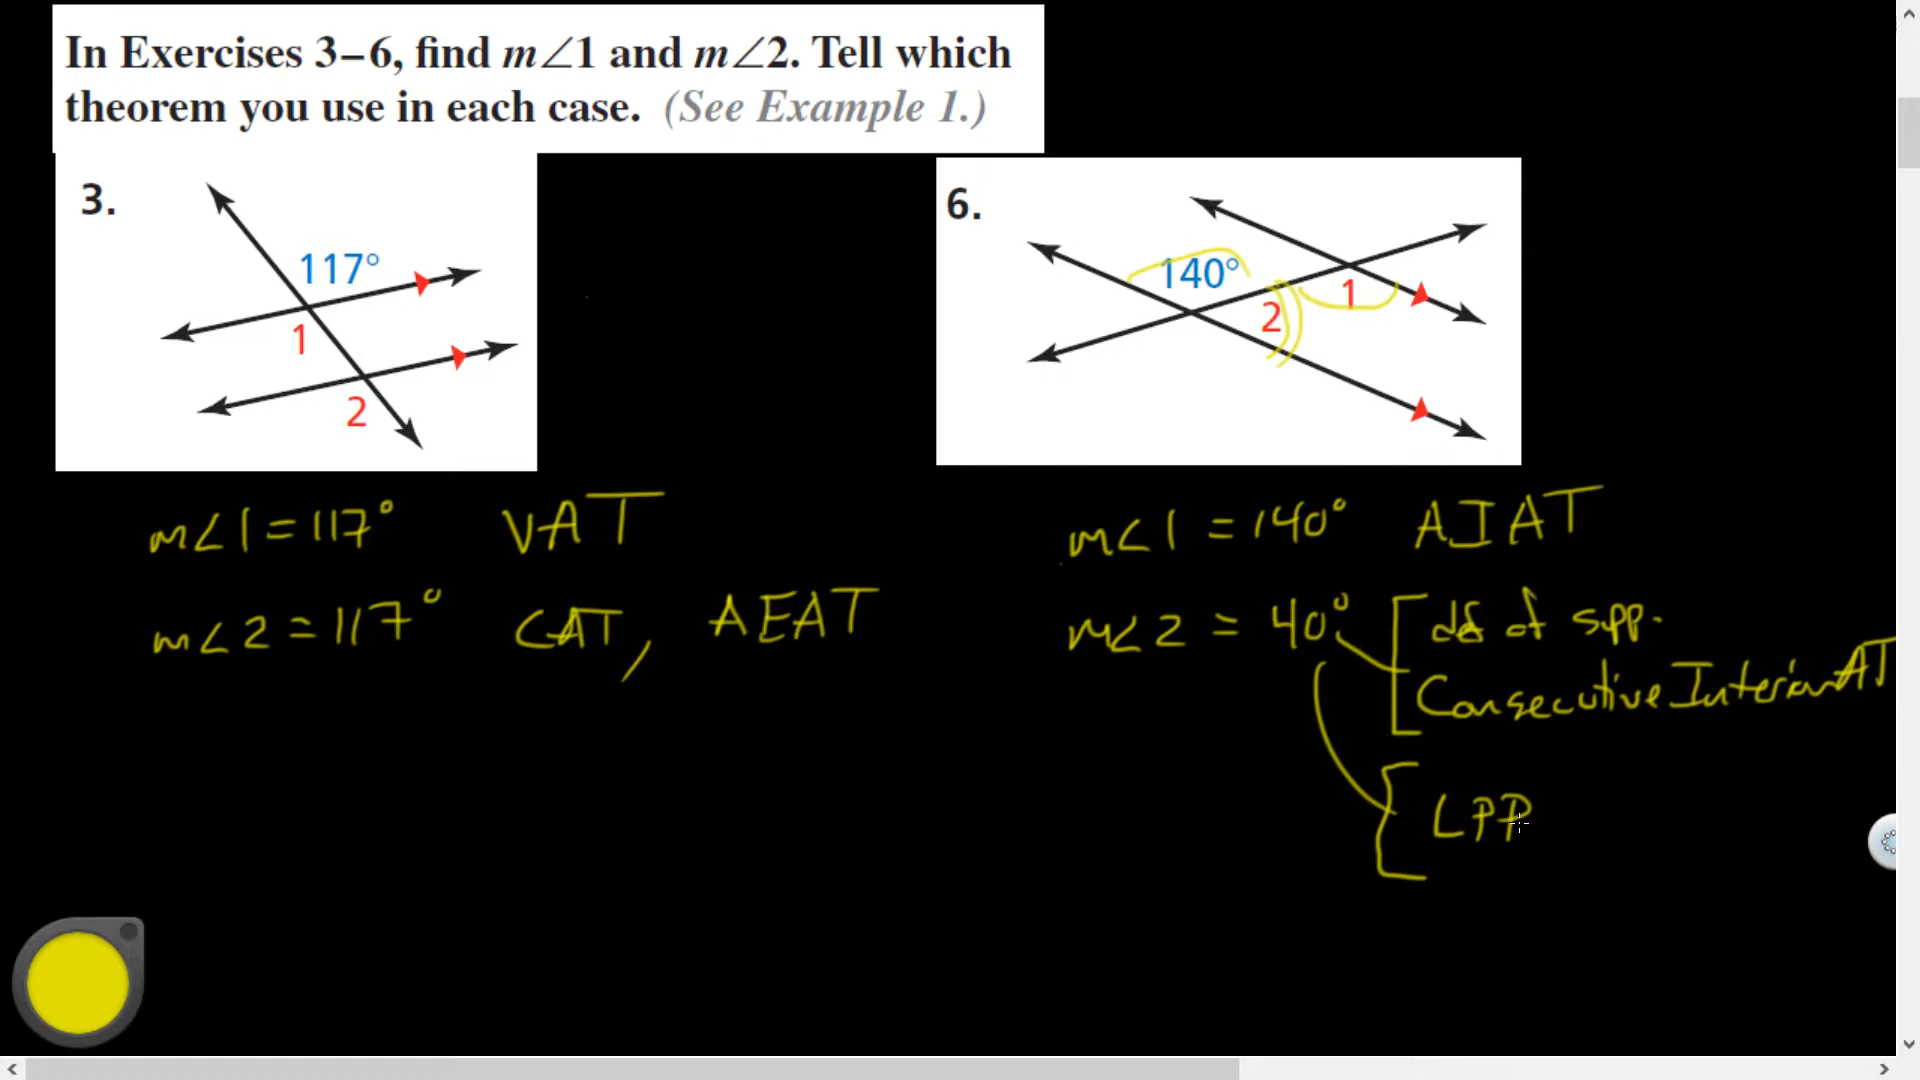 In Exercises 3–6, find m∠1 and m∠2. Tell which
theorem you use in each case. (See Example 1.)
3.
117°
1
2
6.
140°
1
2
m∠1 = 117° VAT
m∠2 = 117° CAT, AEAT
m∠1 = 140° AIAT
m∠2 = 40°
of supp.
Consecutive Interior AT
LPP